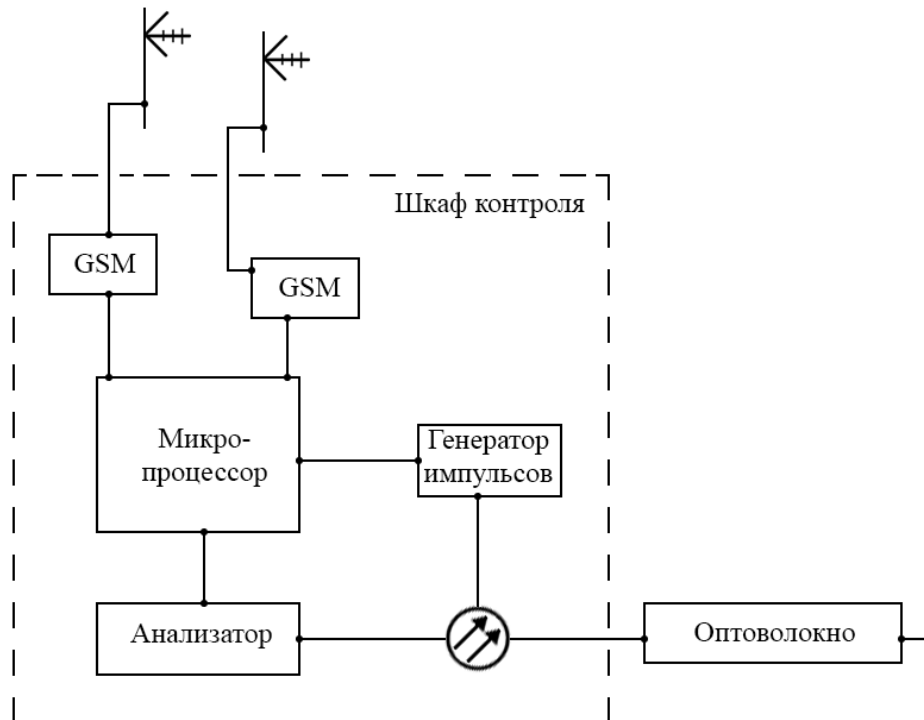 Шкаф контроля
GSM
GSM
Микро-
процессор
Генератор
импульсов
Анализатор
Оптоволокно